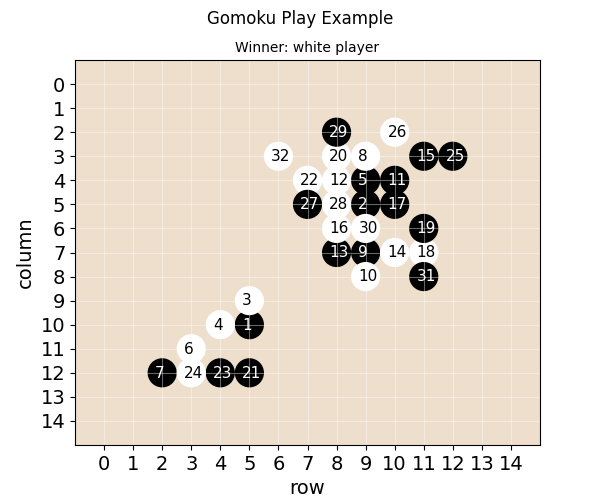 Gomoku Play Example
Winner: white player
column
0
1
2 29 26
3 32 20 8 15 25
4 22 12 5 11
5 27 28 2 17
6 16 30 19
7 13 9 14 18
8 10 31
9 3
10 4 1
11 6
12 7 24 23 21
13
14
0 1 2 3 4 5 6 7 8 9 10 11 12 13 14
row